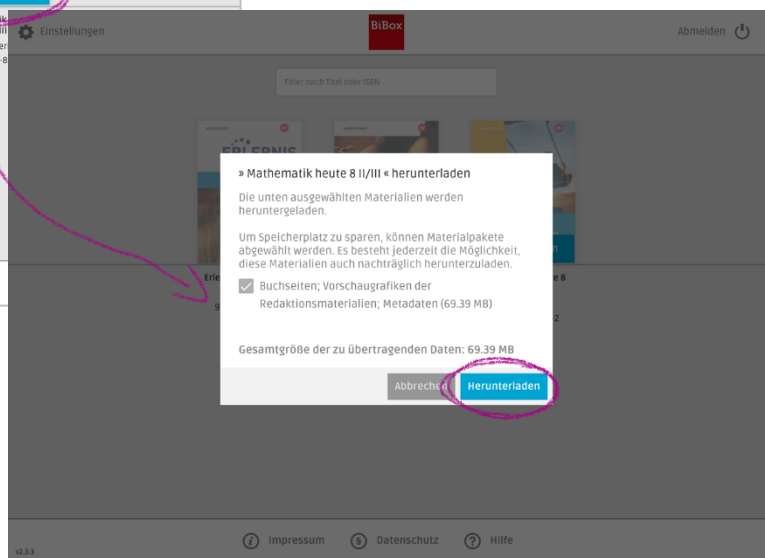 Einstellungen
BiBox
Abmelden
Filter nach Titel oder ISBN
» Mathematik heute 8 II/III « herunterladen
Die unten ausgewählten Materialien werden
heruntergeladen.
Um Speicherplatz zu sparen, können Materialpakete
abgewählt werden. Es besteht jederzeit die Möglichkeit,
diese Materialien auch nachträglich herunterzuladen.
Buchseiten; Vorschaugrafiken der
Redaktionsmaterialien; Metadaten (69.39 MB)
Gesamtgröße der zu übertragenden Daten: 69.39 MB
Abbrechen
Herunterladen
Impressum
Datenschutz
Hilfe
v2.3.3